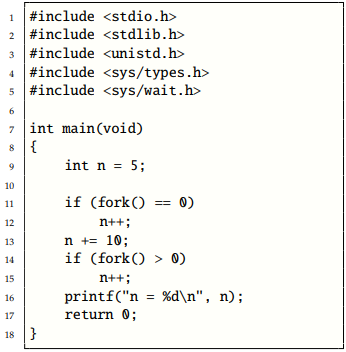 1 #include <stdio.h>
2 #include <stdlib.h>
3 #include <unistd.h>
4 #include <sys/types.h>
5 #include <sys/wait.h>
6
7 int main(void)
8 {
9     int n = 5;
10
11     if (fork() == 0)
12         n++;
13     n += 10;
14     if (fork() > 0)
15         n++;
16     printf("n = %d\n", n);
17     return 0;
18 }